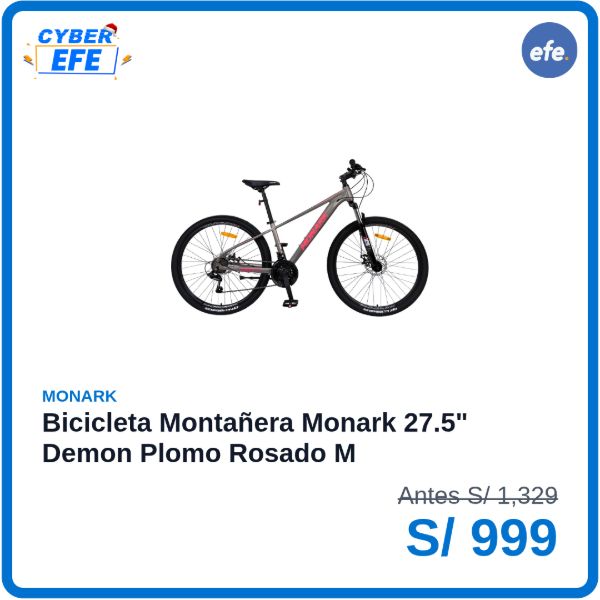 CYBER
EFE
efe.
MONARK
Bicicleta Montañera Monark 27.5"
Demon Plomo Rosado M
Antes S/ 1,329
S/ 999